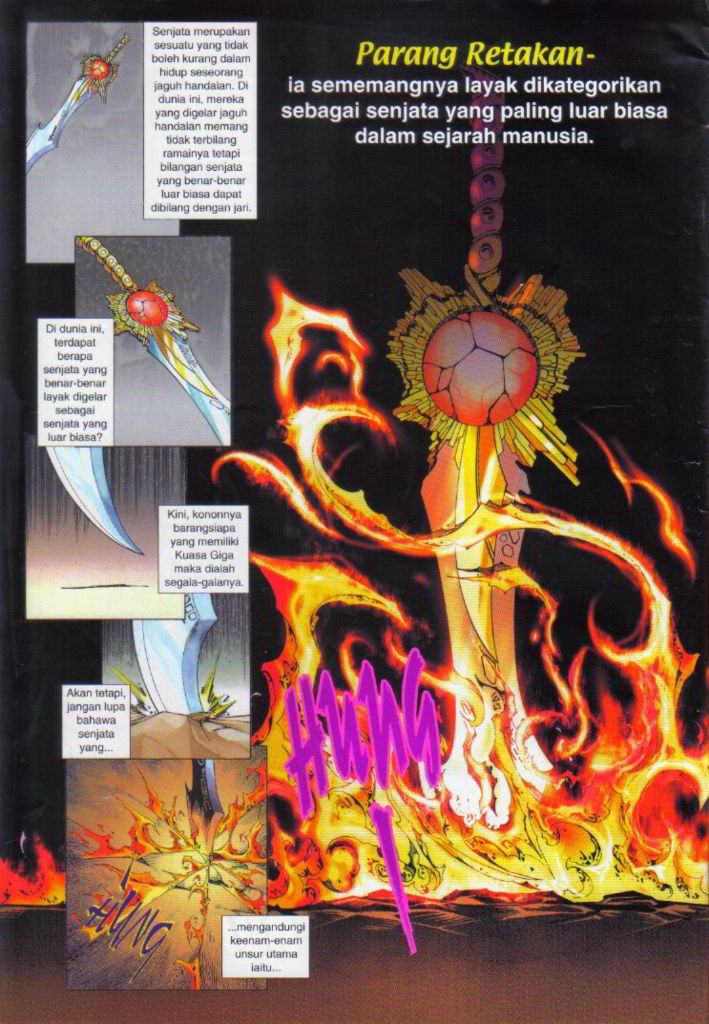 Senjata merupakan
sesuatu yang tidak
boleh kurang dalam
hidup seseorang
jaguh handalan. Di
dunia ini, mereka
yang digelar jaguh
handalan memang
tidak terbilang
ramainya tetapi
bilangan senjata
yang benar-benar
luar biasa dapat
dibilang dengan jari.
Parang Retakan-
ia sememangnya layak dikategorikan
sebagai senjata yang paling luar biasa
dalam sejarah manusia.
Di dunia ini,
terdapat
berapa
senjata yang
benar-benar
layak digelar
sebagai
senjata yang
luar biasa?
Kini, kononnya
barangsiapa
yang memiliki
Kuasa Giga
maka dialah
segala-galanya.
Akan tetapi,
jangan lupa
bahawa
senjata
yang...
HUNG!
HUNG
...mengandungi
keenam-enam
unsur utama
iaitu...